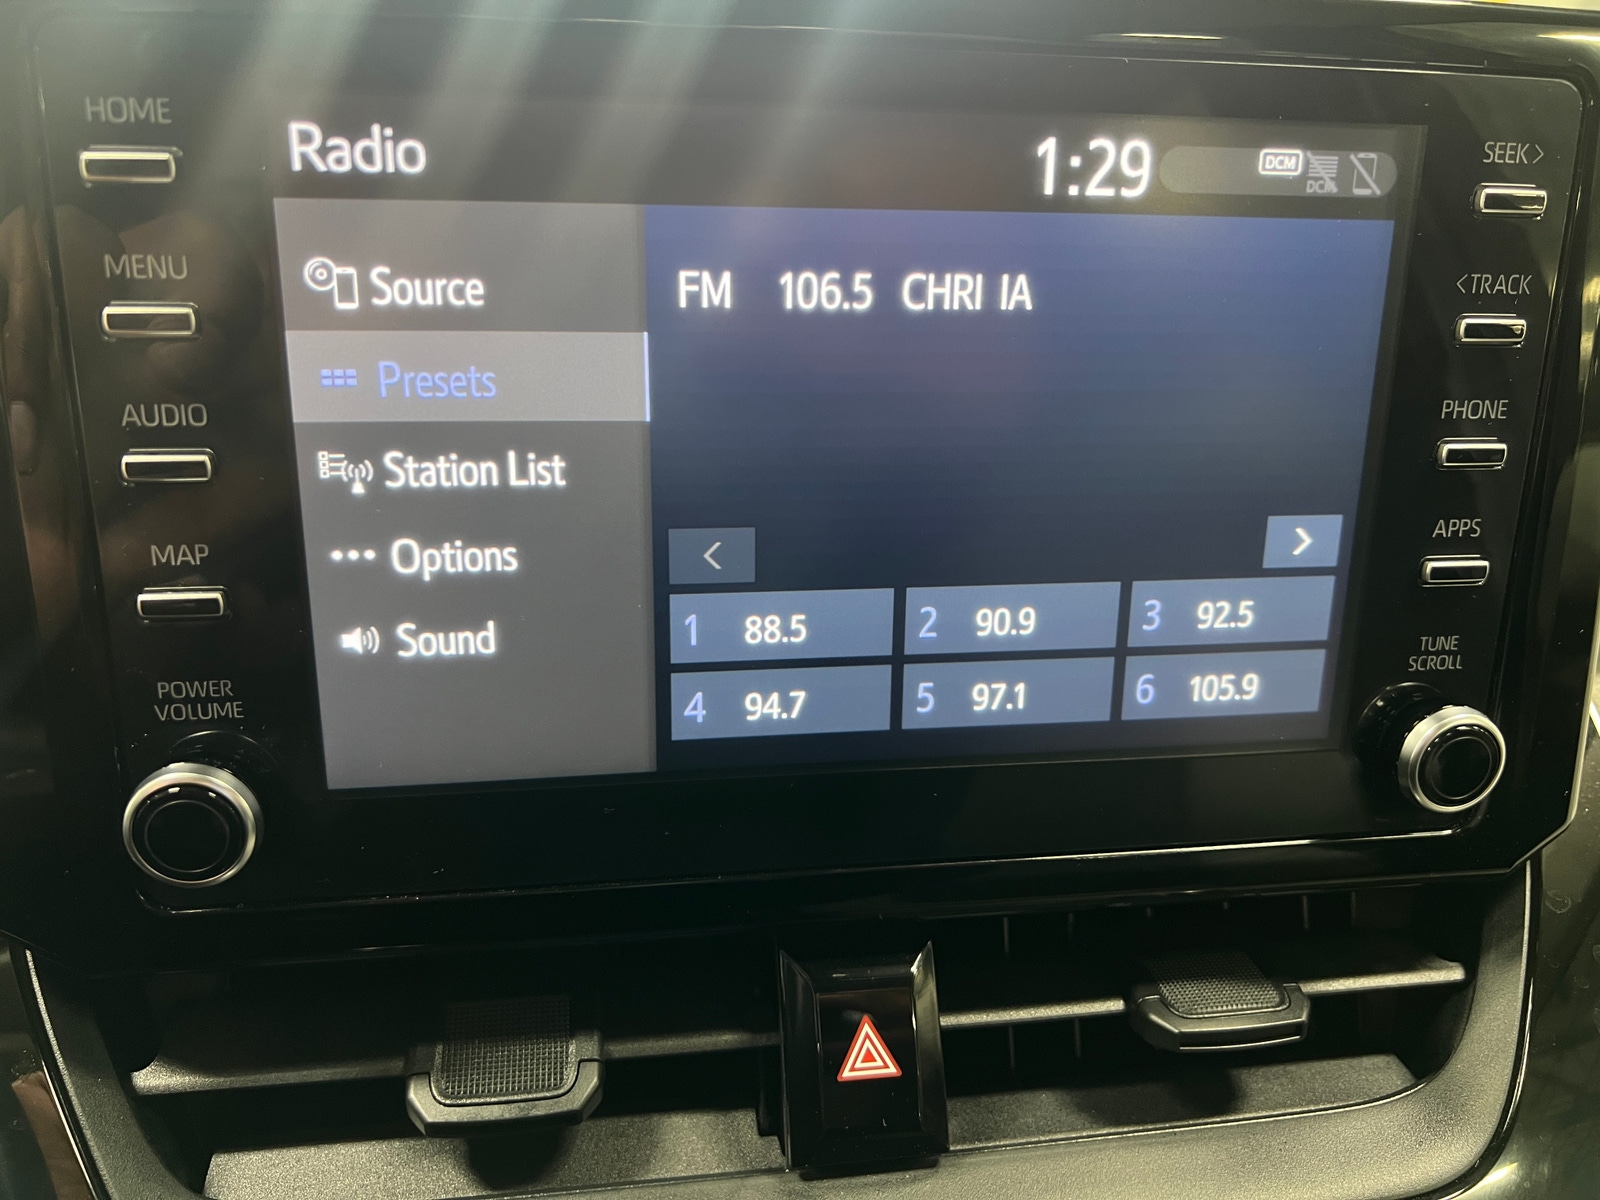 HOME
MENU
AUDIO
MAP
POWER
VOLUME
Radio
1:29
DCM
DCM
Source
Presets
Station List
Options
Sound
FM 106.5 CHRI IA
<
>
1 88.5
2 90.9
3 92.5
4 94.7
5 97.1
6 105.9
SEEK>
<TRACK
PHONE
APPS
TUNE
SCROLL